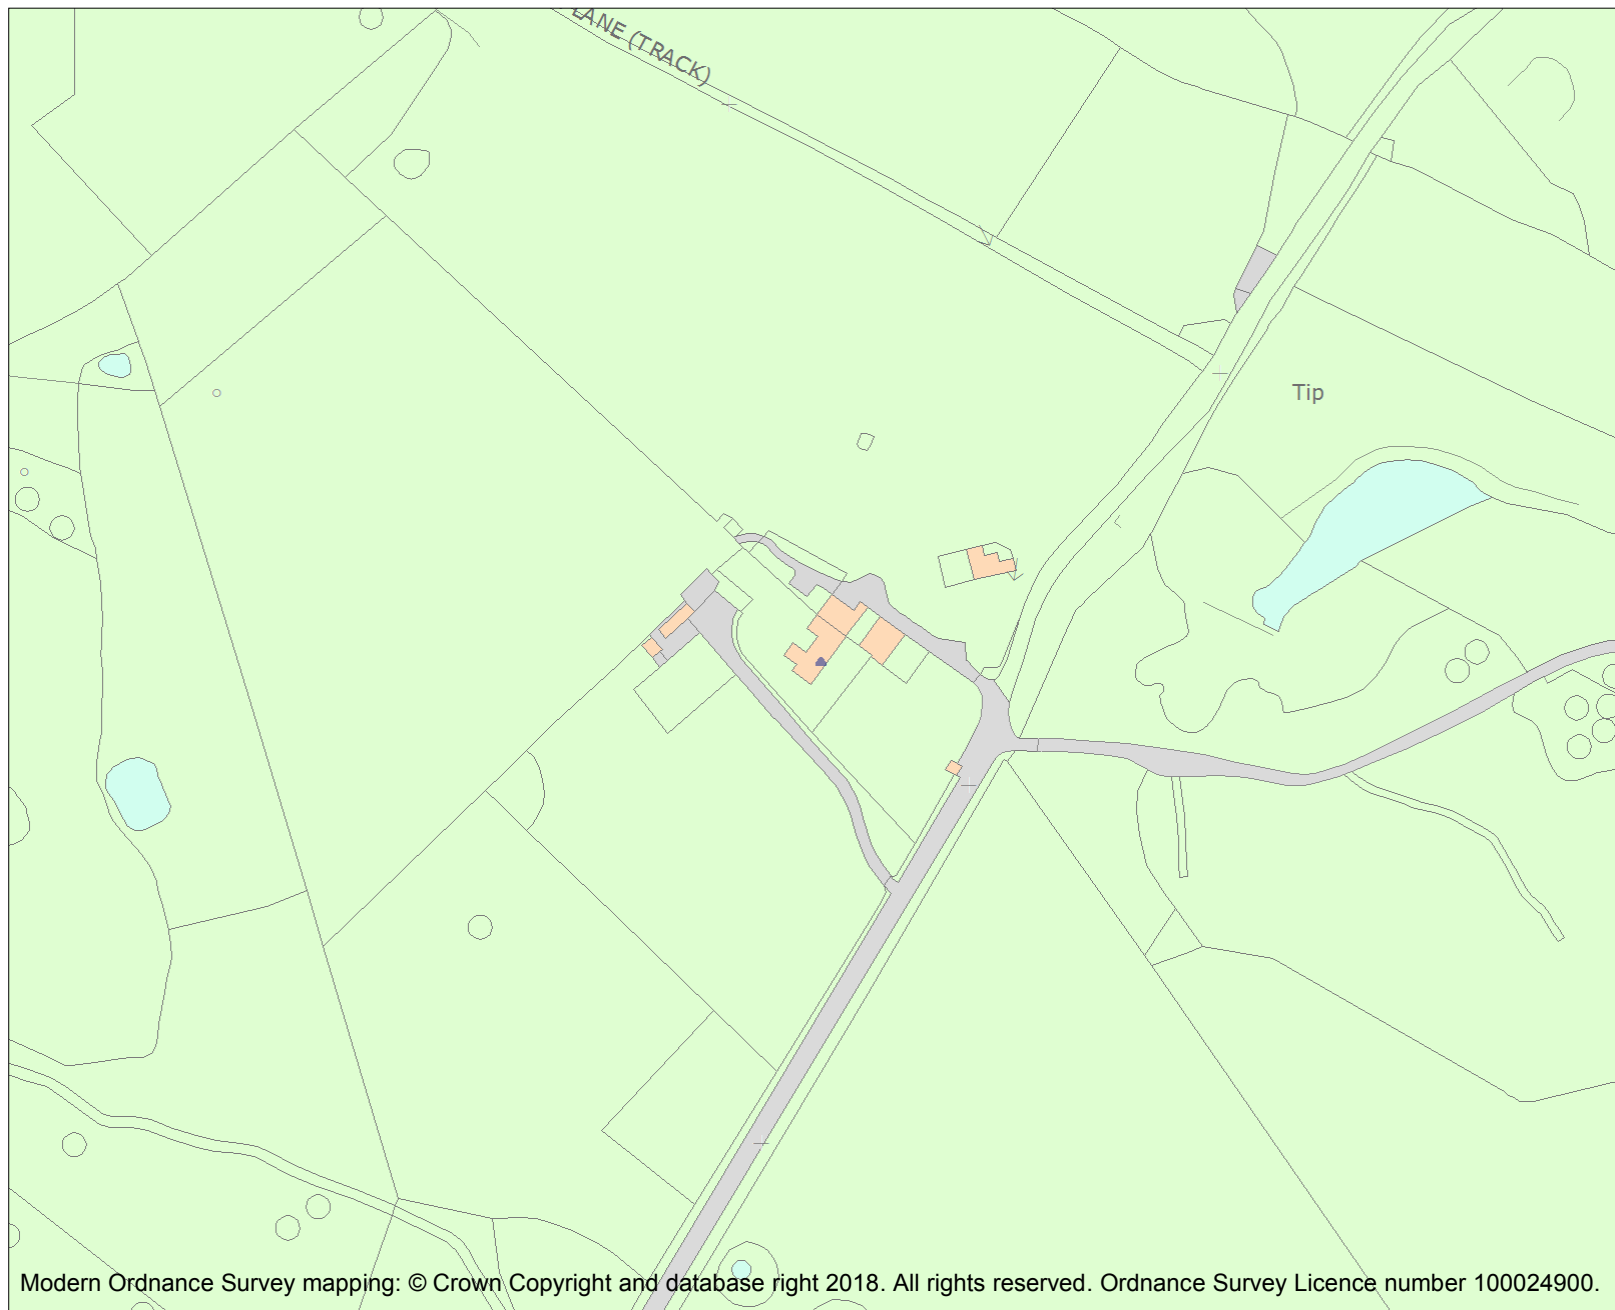 LANE (TRACK)
Tip
Modern Ordnance Survey mapping: © Crown Copyright and database right 2018. All rights reserved. Ordnance Survey Licence number 100024900.